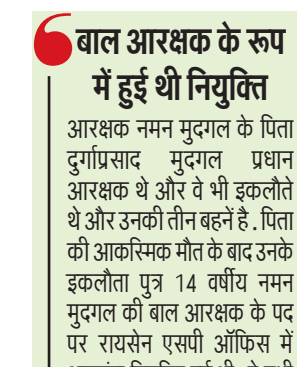 बाल आरक्षक के रूप
में हुई थी नियुक्ति
आरक्षक नमन मुदगल के पिता
दुर्गाप्रसाद मुदगल प्रधान
आरक्षक थे और वे भी इकलौते
थे और उनकी तीन बहनें है . पिता
की आकस्मिक मौत के बाद उनके
इकलौता पुत्र 14 वर्षीय नमन
मुदगल की बाल आरक्षक के पद
पर रायसेन एसपी ऑफिस में